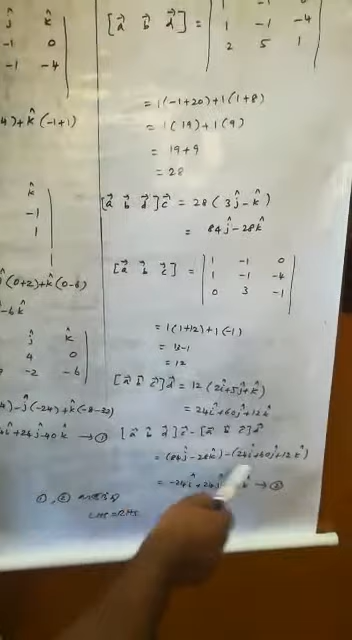 ĵ k̂
-1 0
-1 -4
4) + k̂ (-1+1)
k̂
-1
1
1
(0+2) + k̂ (0-6)
-6k̂
ĵ k̂
4 0
-2 -6
4) - ĵ (-24) + k̂ (-8-32)
+ 24ĵ - 40k̂ → ①
①, ②
LHS = RHS
[a⃗ b⃗ d⃗] =
1 -1 -4
2 5 1
= 1(-1+20)+1(1+8)
= 1(19)+1(9)
= 19+9
= 28
[a⃗ b⃗ d⃗]c⃗ = 28(3ĵ-k̂)
= 84ĵ-28k̂
[a⃗ b⃗ c⃗] = | 1 -1 0 |
| 1 -1 -4 |
| 0 3 -1 |
= 1(1+12)+1(-1)
= 13-1
= 12
[a⃗ b⃗ c⃗]d⃗ = 12(2î+5ĵ+k̂)
= 24î+60ĵ+12k̂
[a⃗ b⃗ d⃗]c⃗-[a⃗ b⃗ c⃗]d⃗
= (84ĵ-28k̂)-(24î+60ĵ+12k̂)
= -24î+24ĵ k̂ → ②